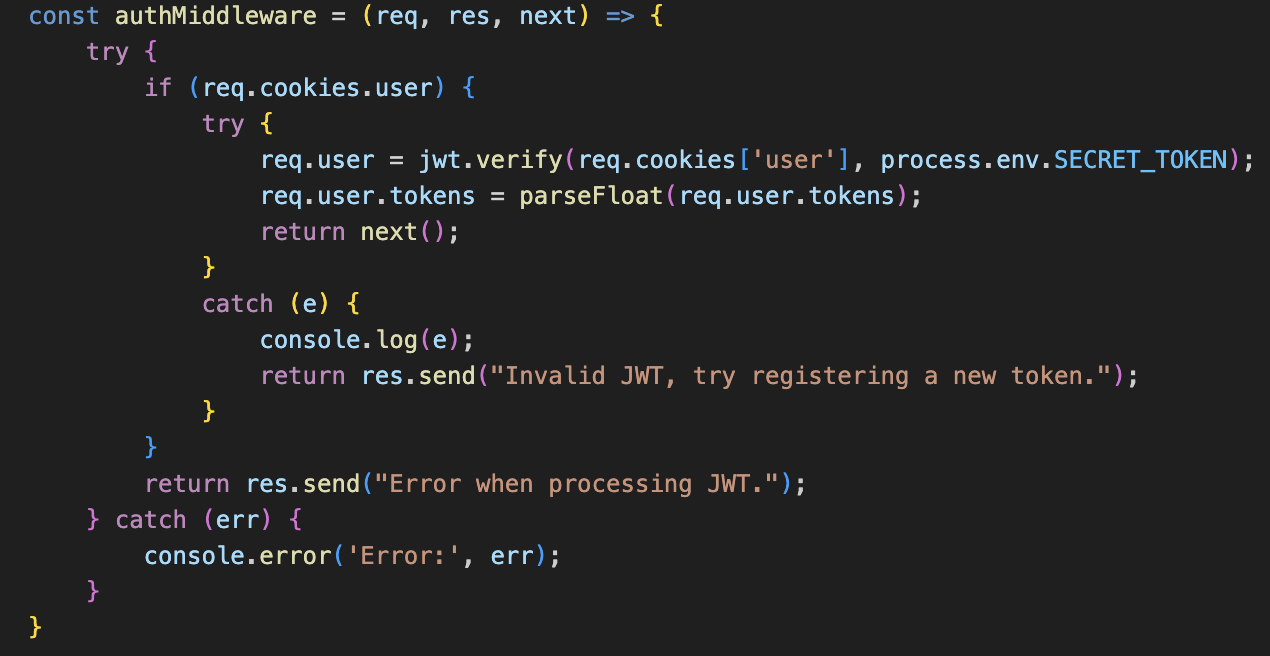 const authMiddleware = (req, res, next) => {
    try {
        if (req.cookies.user) {
            try {
                req.user = jwt.verify(req.cookies['user'], process.env.SECRET_TOKEN);
                req.user.tokens = parseFloat(req.user.tokens);
                return next();
            }
            catch (e) {
                console.log(e);
                return res.send("Invalid JWT, try registering a new token.");
            }
        }
        return res.send("Error when processing JWT.");
    } catch (err) {
        console.error('Error:', err);
    }
}